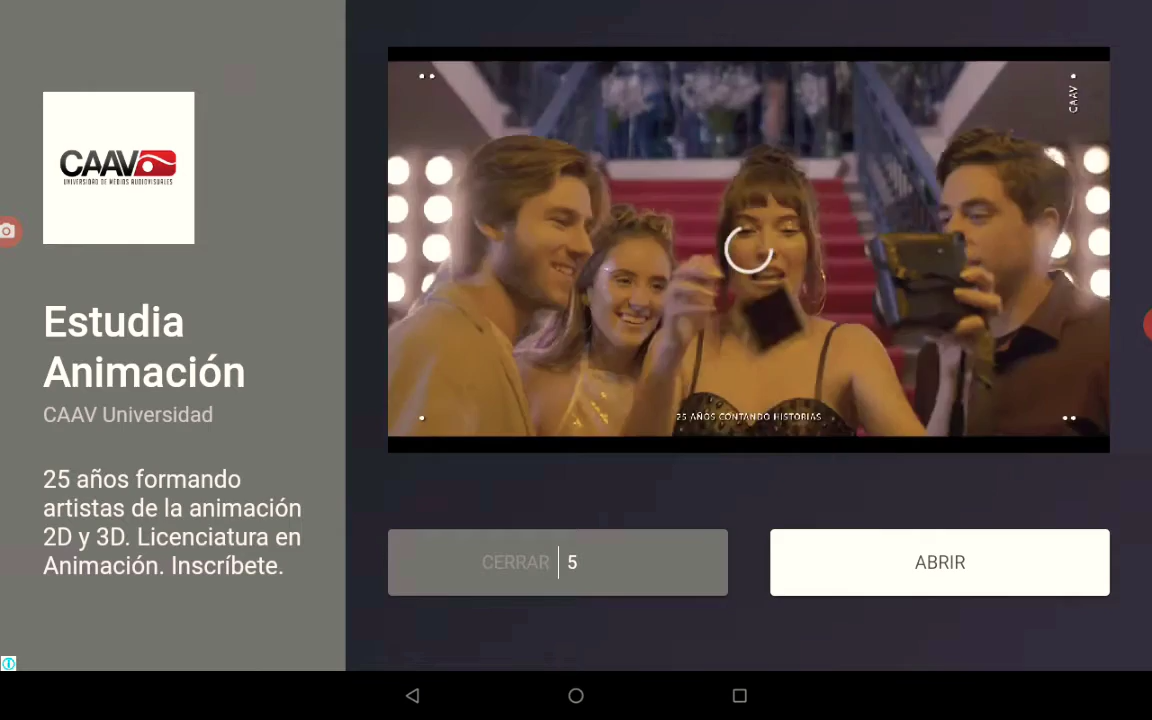 CAAV
UNIVERSIDAD DE MEDIOS AUDIOVISUALES
Estudia
Animación
CAAV Universidad
25 años formando
artistas de la animación
2D y 3D. Licenciatura en
Animación. Inscríbete.
CAAV
25 AÑOS CONTANDO HISTORIAS
CERRAR 5
ABRIR